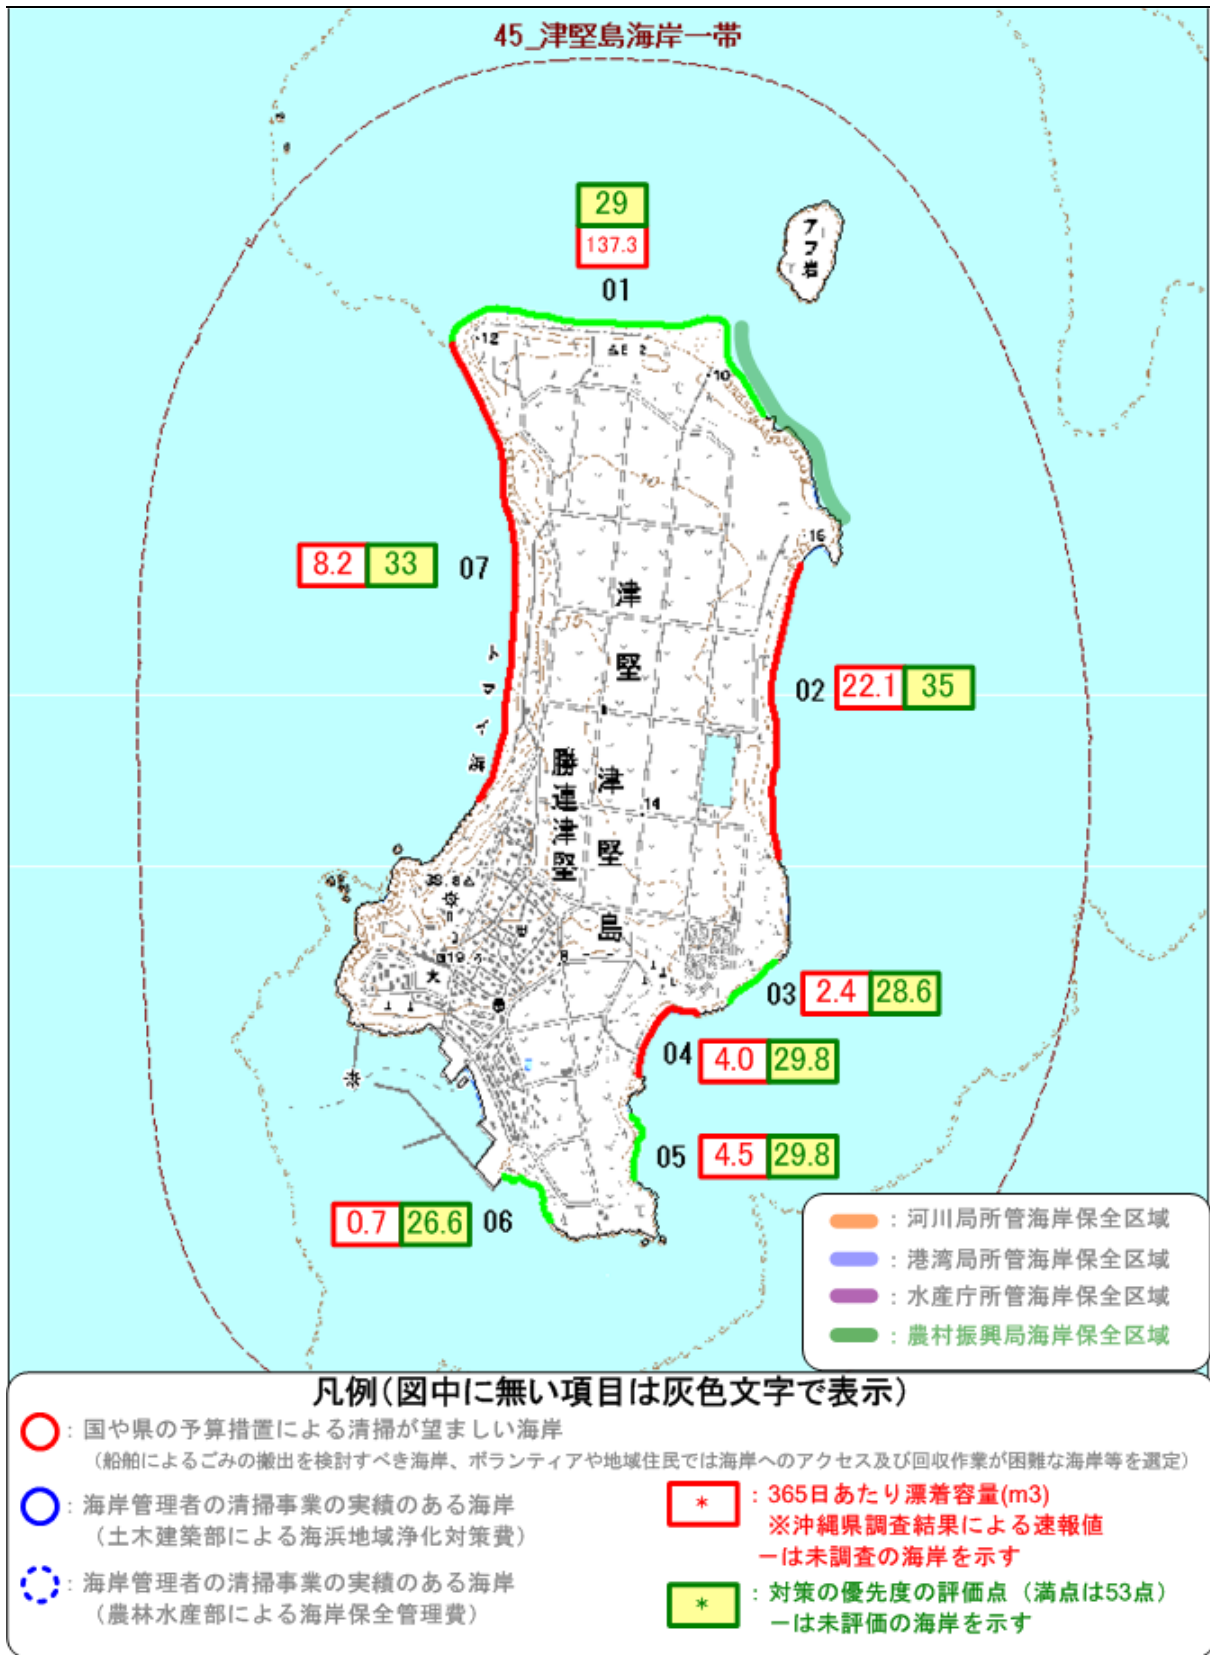 45_津堅島海岸一帯
29
137.3
01
アフ岩
12
10
10
16
8.2 33 07
津堅
15
02 22.1 35
トマイ浜
勝連津堅
津堅島
14
38.8
19
8
03 2.4 28.6
04 4.0 29.8
05 4.5 29.8
0.7 26.6 06
:河川局所管海岸保全区域
:港湾局所管海岸保全区域
:水産庁所管海岸保全区域
:農村振興局海岸保全区域
凡例(図中に無い項目は灰色文字で表示)
:国や県の予算措置による清掃が望ましい海岸
(船舶によるごみの搬出を検討すべき海岸、ボランティアや地域住民では海岸へのアクセス及び回収作業が困難な海岸等を選定)
:海岸管理者の清掃事業の実績のある海岸
(土木建築部による海浜地域浄化対策費)
:海岸管理者の清掃事業の実績のある海岸
(農林水産部による海岸保全管理費)
* :365日あたり漂着容量(m3)
※沖縄県調査結果による速報値
-は未調査の海岸を示す
* :対策の優先度の評価点(満点は53点)
-は未評価の海岸を示す